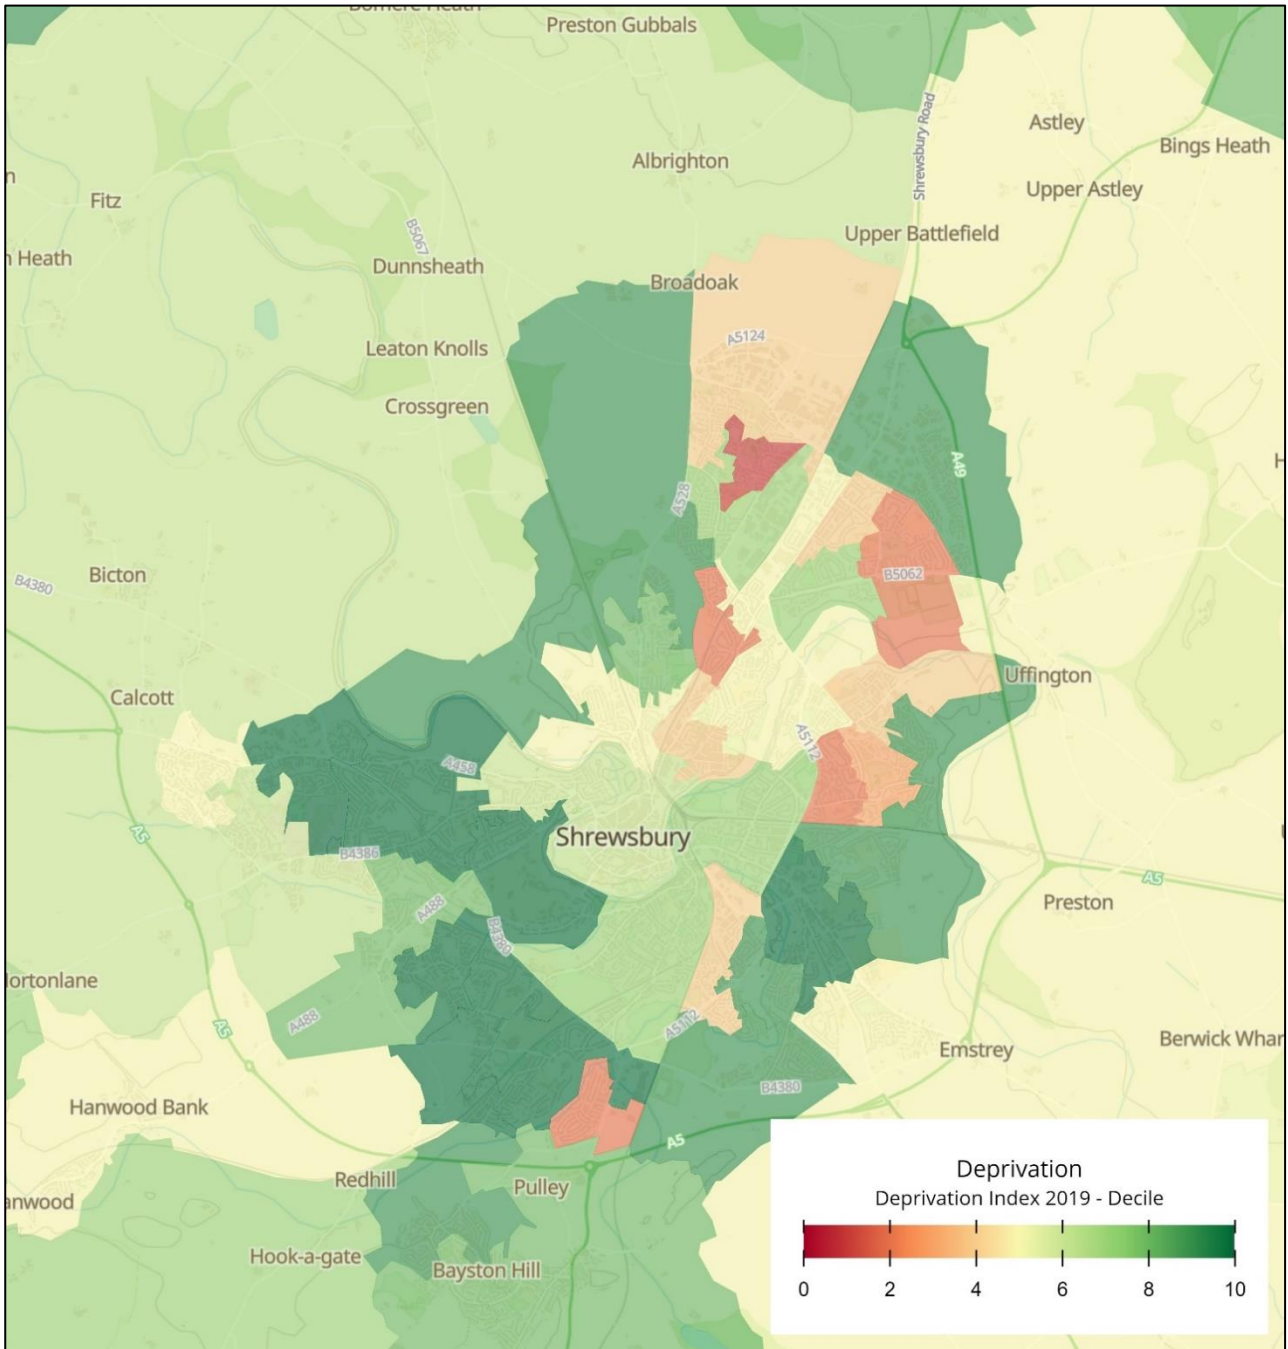 Preston Gubbals
Astley
Bings Heath
Albrighton
Shrewsbury Road
Upper Astley
Fitz
B5067
Upper Battlefield
Heath
Dunnsheath
Broadoak
A5124
Leaton Knolls
Crossgreen
A49
A528
Bicton
B4380
B5062
Uffington
Calcott
A5112
A458
A5
Shrewsbury
B4386
A5
A488
Preston
B4380
A488
A5
A5112
Emstrey
Berwick Whar
B4380
Hanwood Bank
A5
Redhill
Pulley
anwood
Hook-a-gate
Bayston Hill
Deprivation
Deprivation Index 2019 - Decile
0 2 4 6 8 10